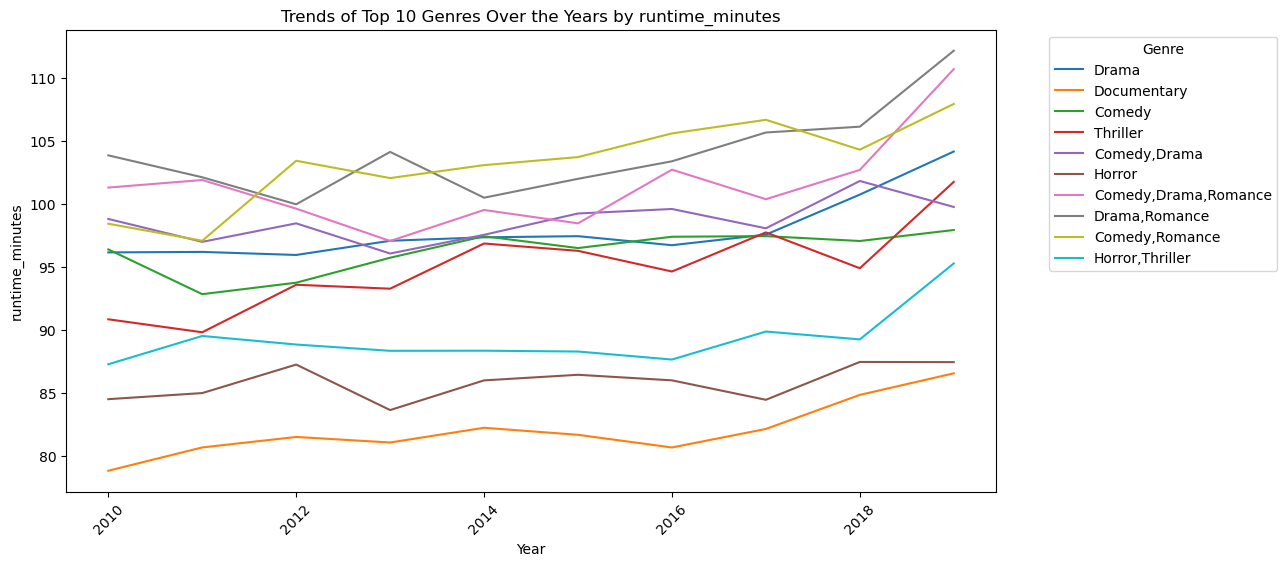 Trends of Top 10 Genres Over the Years by runtime_minutes
runtime_minutes
110
105
100
95
90
85
80
2010
2012
2014
2016
2018
Year
Genre
Drama
Documentary
Comedy
Thriller
Comedy,Drama
Horror
Comedy,Drama,Romance
Drama,Romance
Comedy,Romance
Horror,Thriller